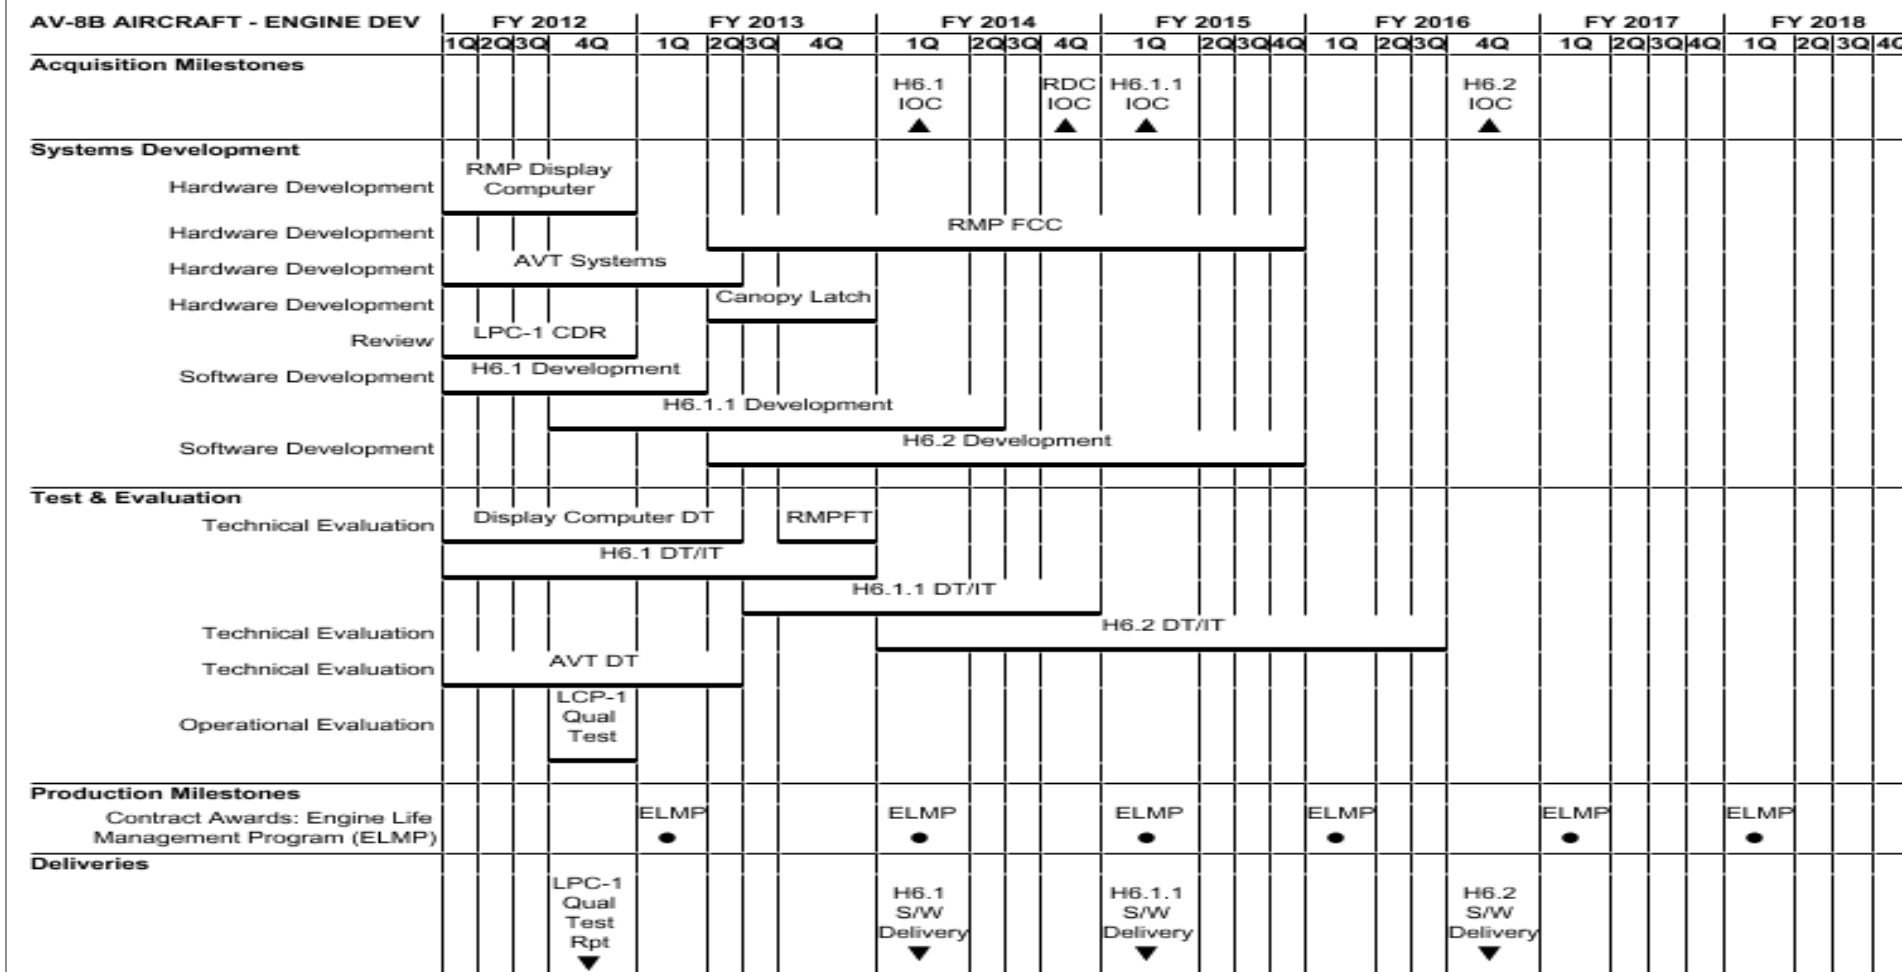 AV-8B AIRCRAFT - ENGINE DEV FY 2012 FY 2013 FY 2014 FY 2015 FY 2016 FY 2017 FY 2018
1Q 2Q 3Q 4Q 1Q 2Q 3Q 4Q 1Q 2Q 3Q 4Q 1Q 2Q 3Q 4Q 1Q 2Q 3Q 4Q 1Q 2Q 3Q 4Q 1Q 2Q 3Q 4Q
Acquisition Milestones
H6.1 RDC H6.1.1 H6.2
IOC IOC IOC IOC
Systems Development
RMP Display
Hardware Development Computer
Hardware Development RMP FCC
Hardware Development AVT Systems
Hardware Development Canopy Latch
Review LPC-1 CDR
Software Development H6.1 Development
H6.1.1 Development
Software Development H6.2 Development
Test & Evaluation
Technical Evaluation Display Computer DT RMPFT
H6.1 DT/IT
H6.1.1 DT/IT
Technical Evaluation H6.2 DT/IT
Technical Evaluation AVT DT
LCP-1
Operational Evaluation Qual
Test
Production Milestones
Contract Awards: Engine Life ELMP ELMP ELMP ELMP ELMP ELMP
Management Program (ELMP)
Deliveries
LPC-1 H6.1 H6.1.1 H6.2
Qual S/W S/W S/W
Test Delivery Delivery Delivery
Rpt